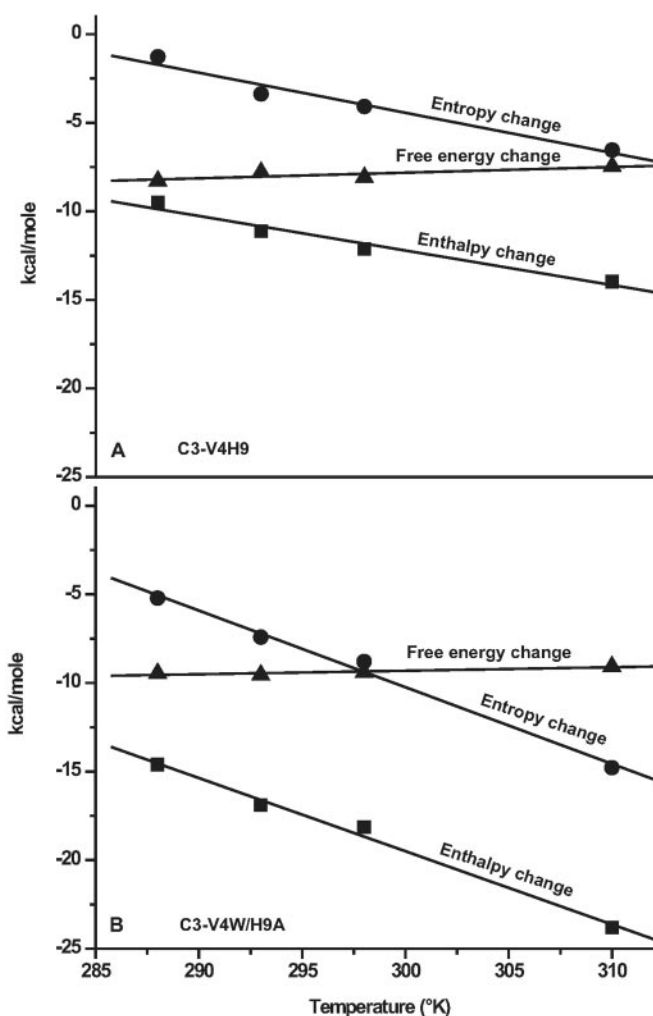 0
-5
-10
-15
-20
-25
kcal/mole
Entropy change
Free energy change
Enthalpy change
A C3-V4H9
0
-5
-10
-15
-20
-25
kcal/mole
Free energy change
Entropy change
Enthalpy change
B C3-V4W/H9A
285 290 295 300 305 310
Temperature (°K)